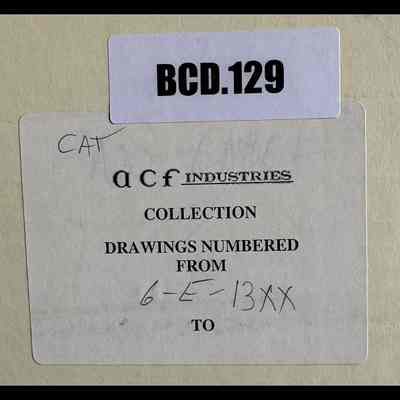 BCD.129
CAT
acf INDUSTRIES
COLLECTION
DRAWINGS NUMBERED
FROM
6-E-13XX
TO